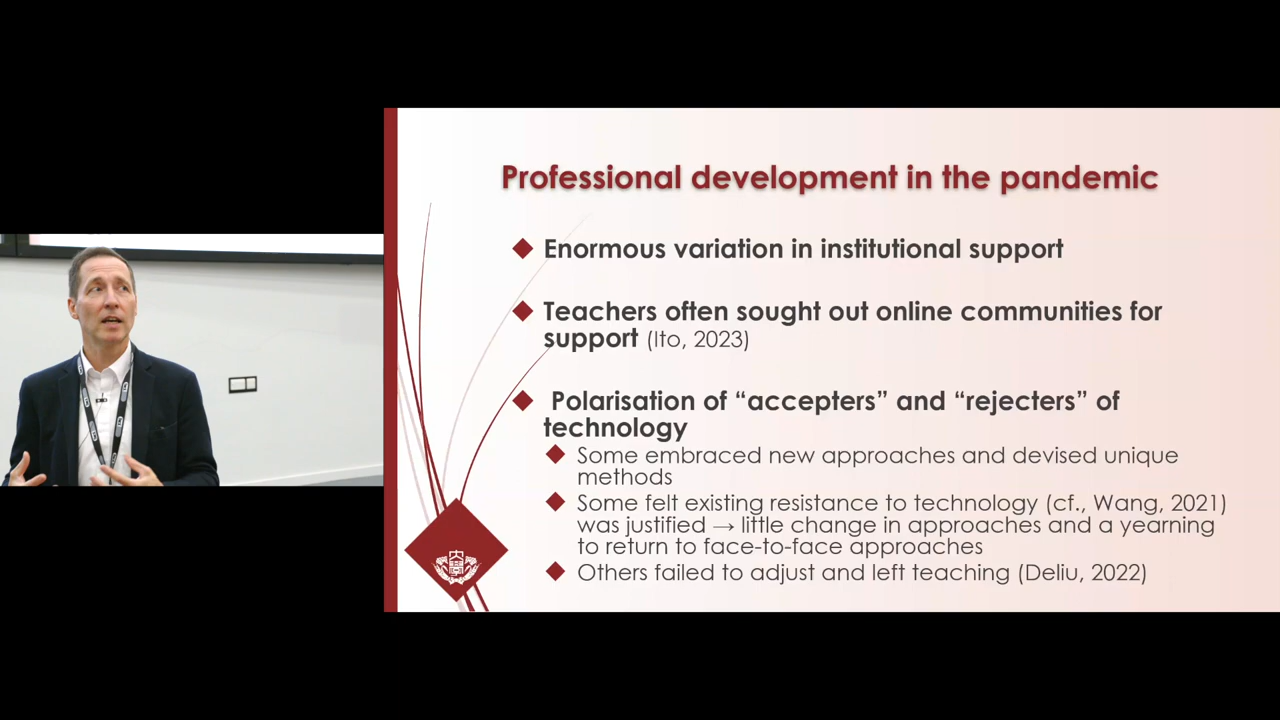 Professional development in the pandemic
Enormous variation in institutional support
Teachers often sought out online communities for
support (Ito, 2023)
Polarisation of “accepters” and “rejecters” of
technology
Some embraced new approaches and devised unique
methods
Some felt existing resistance to technology (cf., Wang, 2021)
was justified → little change in approaches and a yearning
to return to face-to-face approaches
Others failed to adjust and left teaching (Deliu, 2022)